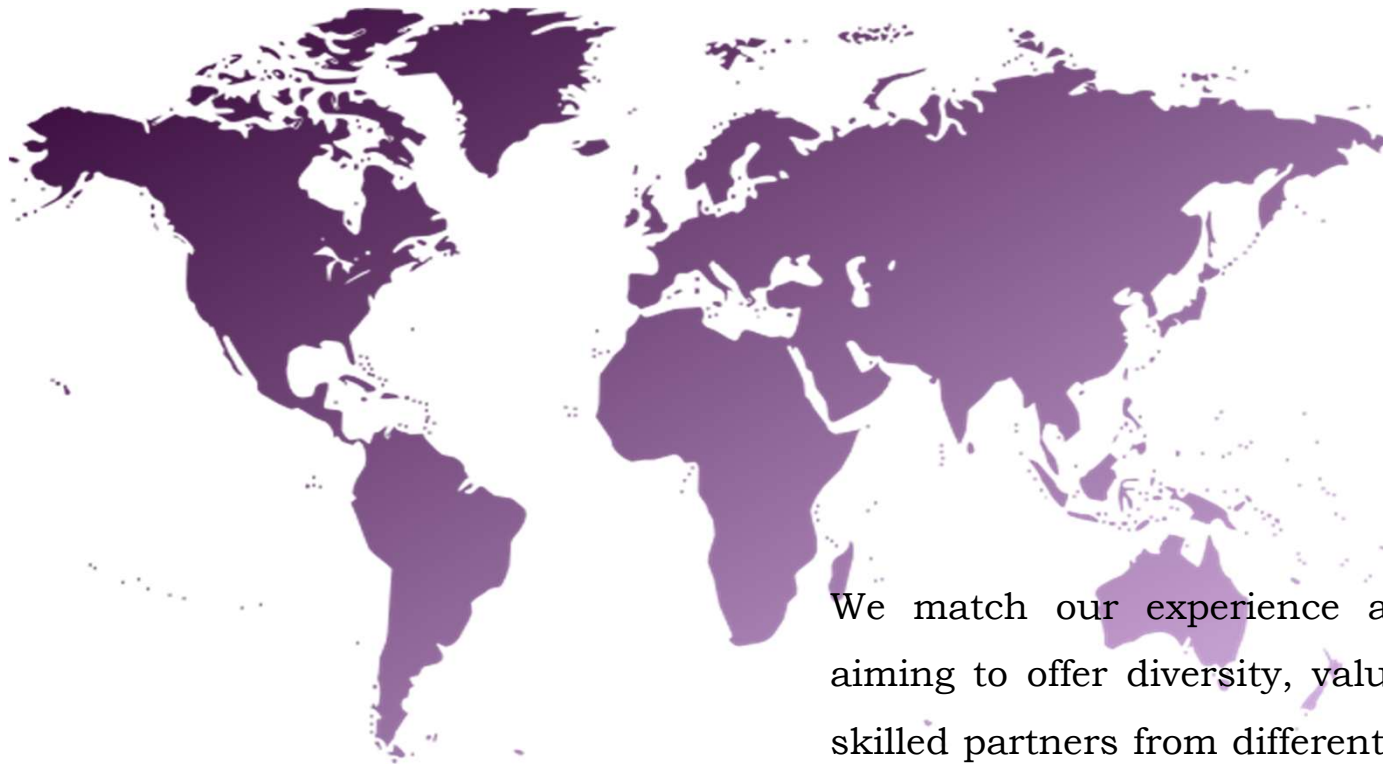 We match our experience a
aiming to offer diversity, valu
skilled partners from different